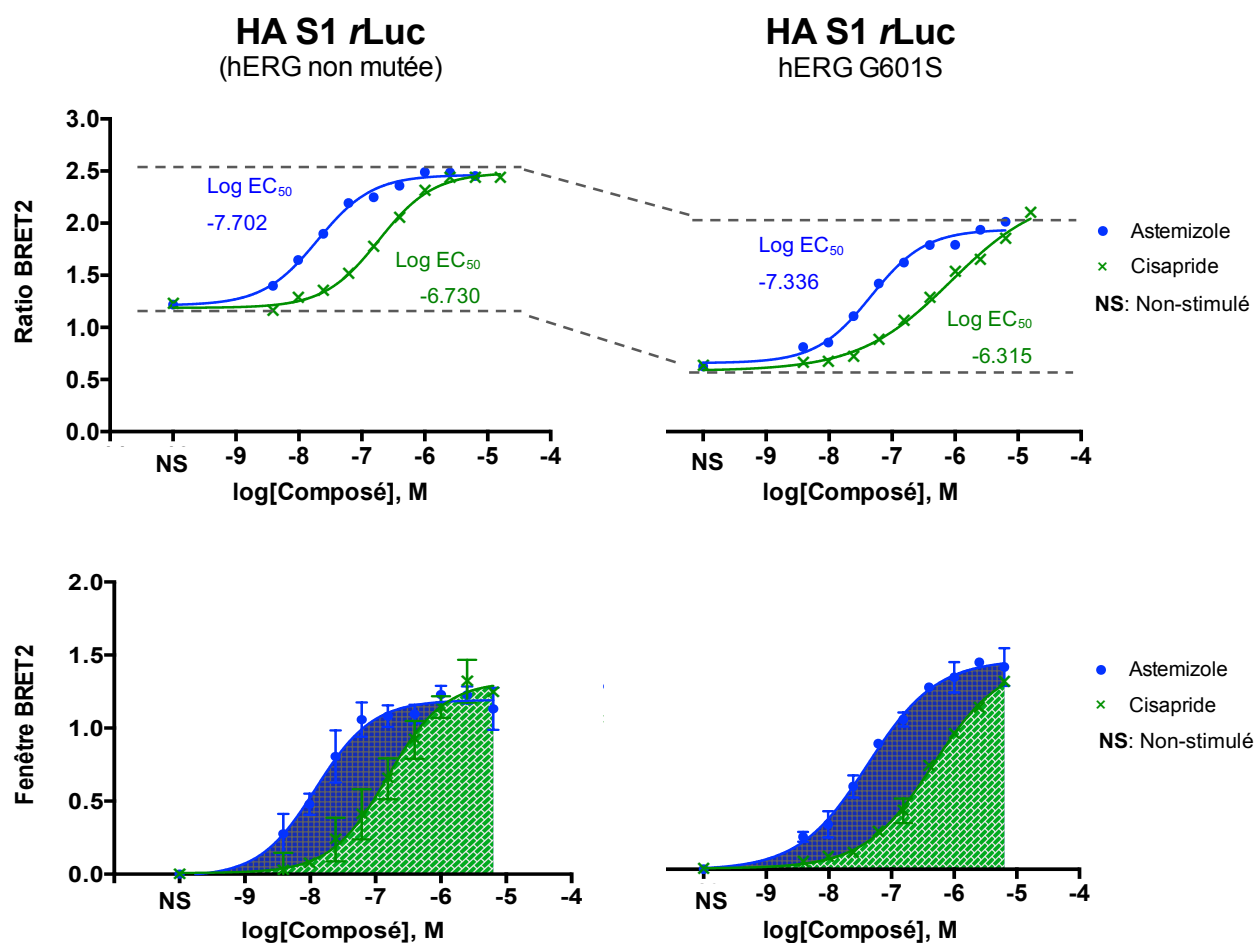 HA S1 rLuc
(hERG non mutée)
HA S1 rLuc
hERG G601S
Ratio BRET2
3.0
2.5
2.0
1.5
1.0
0.5
0.0
Log EC50
-7.702
Log EC50
-6.730
NS
-9
-8
-7
-6
-5
-4
log[Composé], M
Log EC50
-7.336
Log EC50
-6.315
NS
-9
-8
-7
-6
-5
-4
log[Composé], M
Astemizole
Cisapride
NS: Non-stimulé
Fenêtre BRET2
2.0
1.5
1.0
0.5
0.0
NS
-9
-8
-7
-6
-5
-4
log[Composé], M
NS
-9
-8
-7
-6
-5
-4
log[Composé], M
Astemizole
Cisapride
NS: Non-stimulé